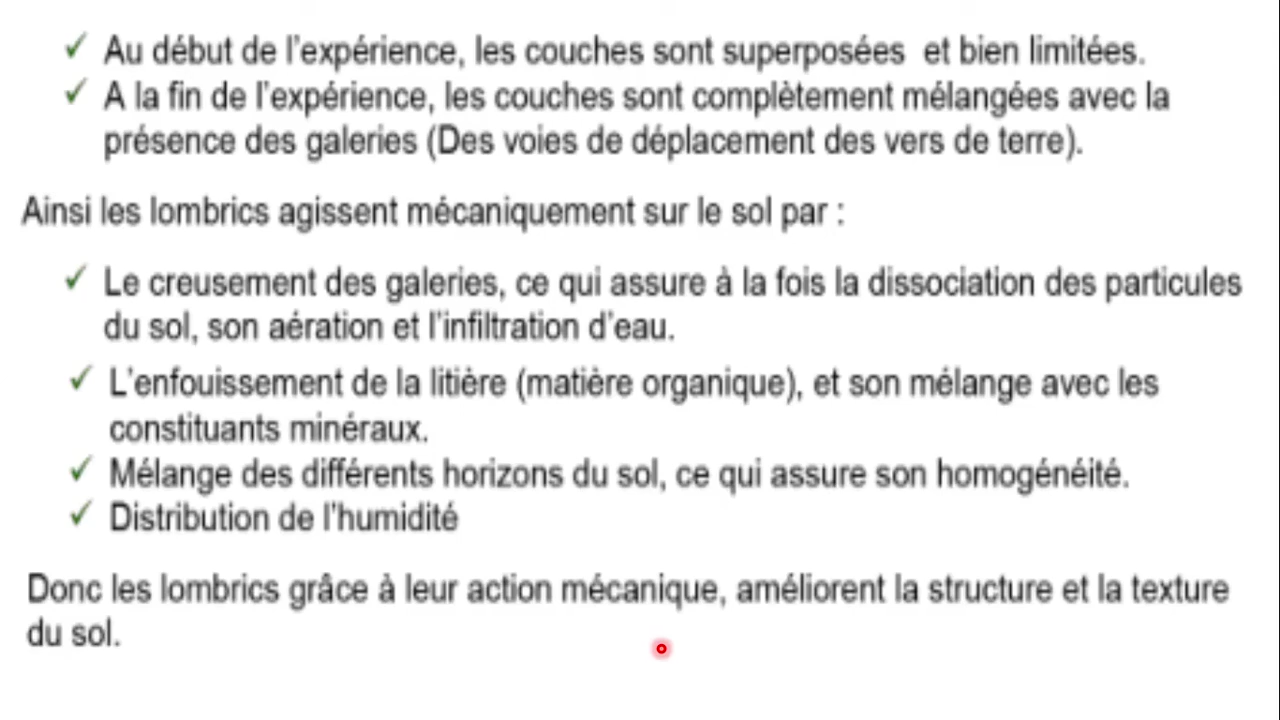 ✓ Au début de l'expérience, les couches sont superposées et bien limitées.
✓ A la fin de l'expérience, les couches sont complètement mélangées avec la
présence des galeries (Des voies de déplacement des vers de terre).
Ainsi les lombrics agissent mécaniquement sur le sol par :
✓ Le creusement des galeries, ce qui assure à la fois la dissociation des particules
du sol, son aération et l'infiltration d'eau.
✓ L'enfouissement de la litière (matière organique), et son mélange avec les
constituants minéraux.
✓ Mélange des différents horizons du sol, ce qui assure son homogénéité.
✓ Distribution de l'humidité
Donc les lombrics grâce à leur action mécanique, améliorent la structure et la texture
du sol.